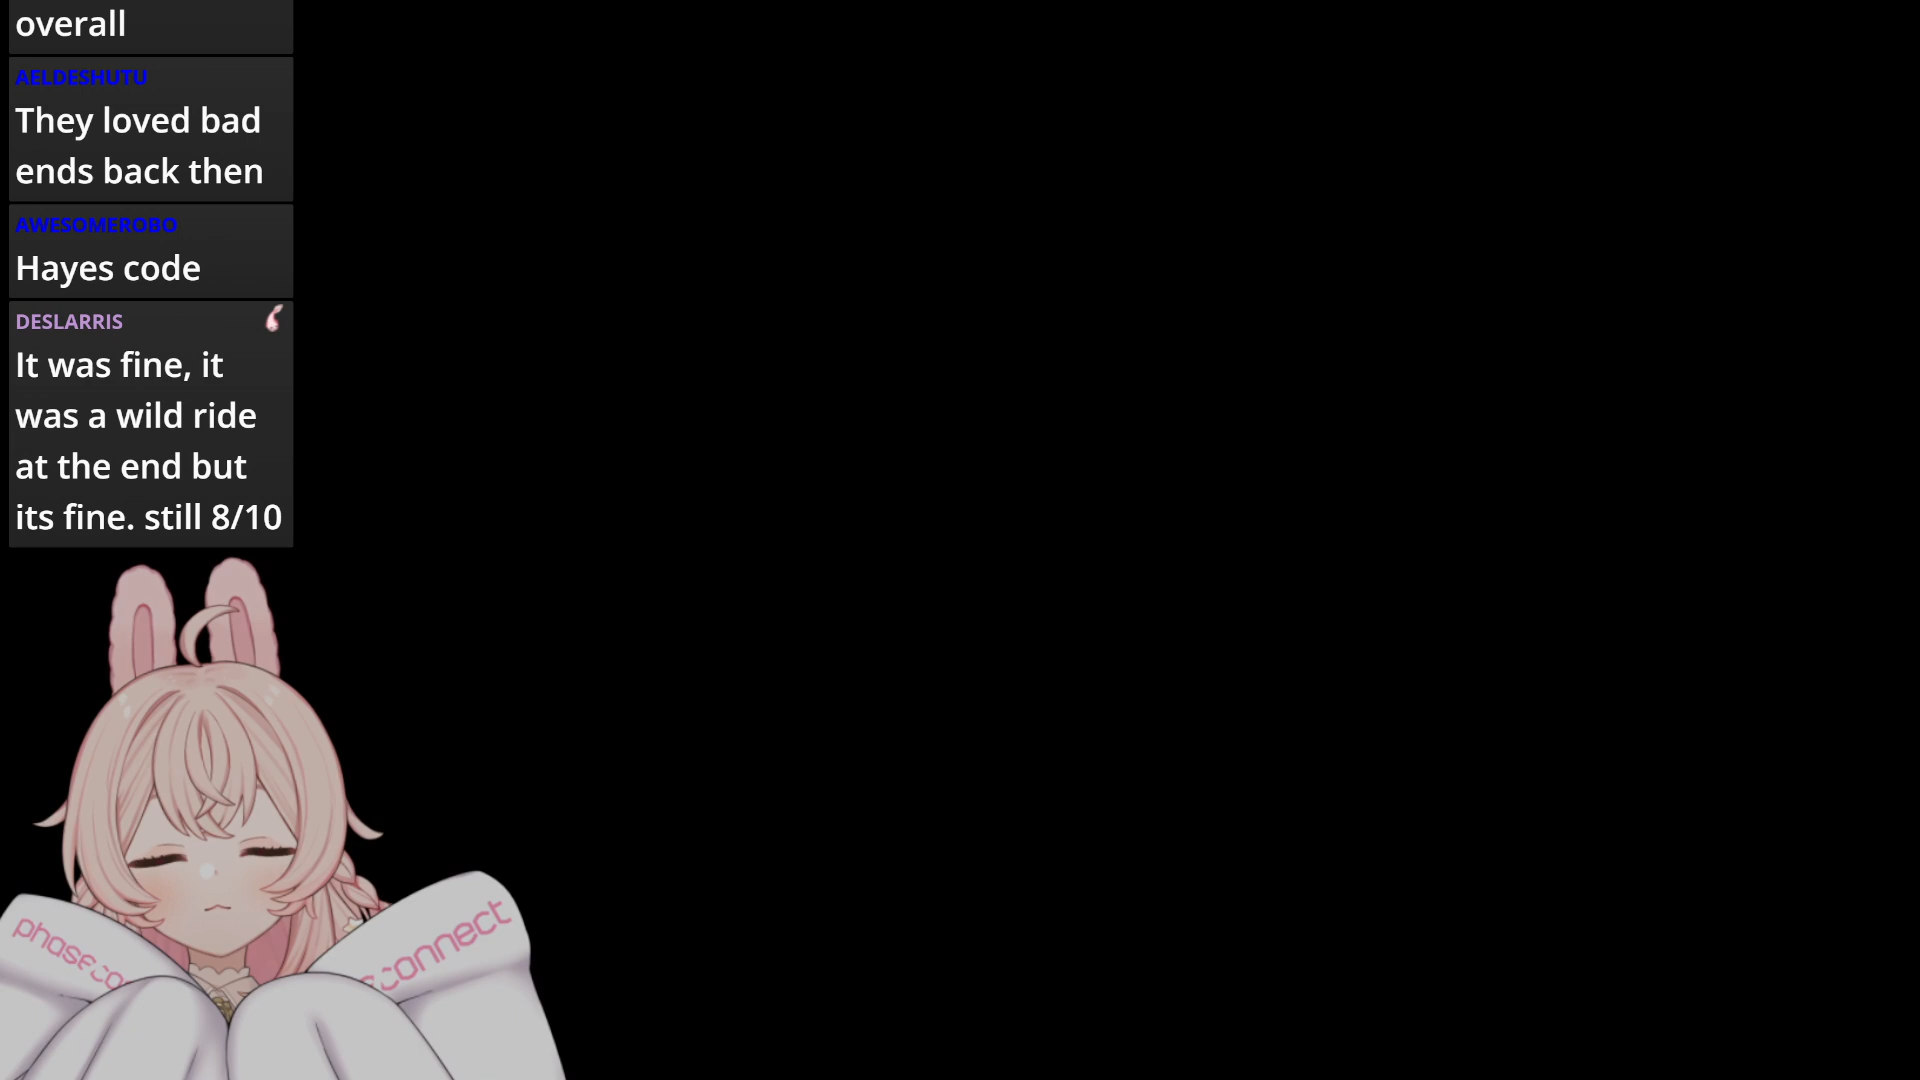 overall
AELDESHUTU
They loved bad
ends back then
AWESOMEROBO
Hayes code
DESLARRIS
It was fine, it
was a wild ride
at the end but
its fine. still 8/10
phase-co
connect